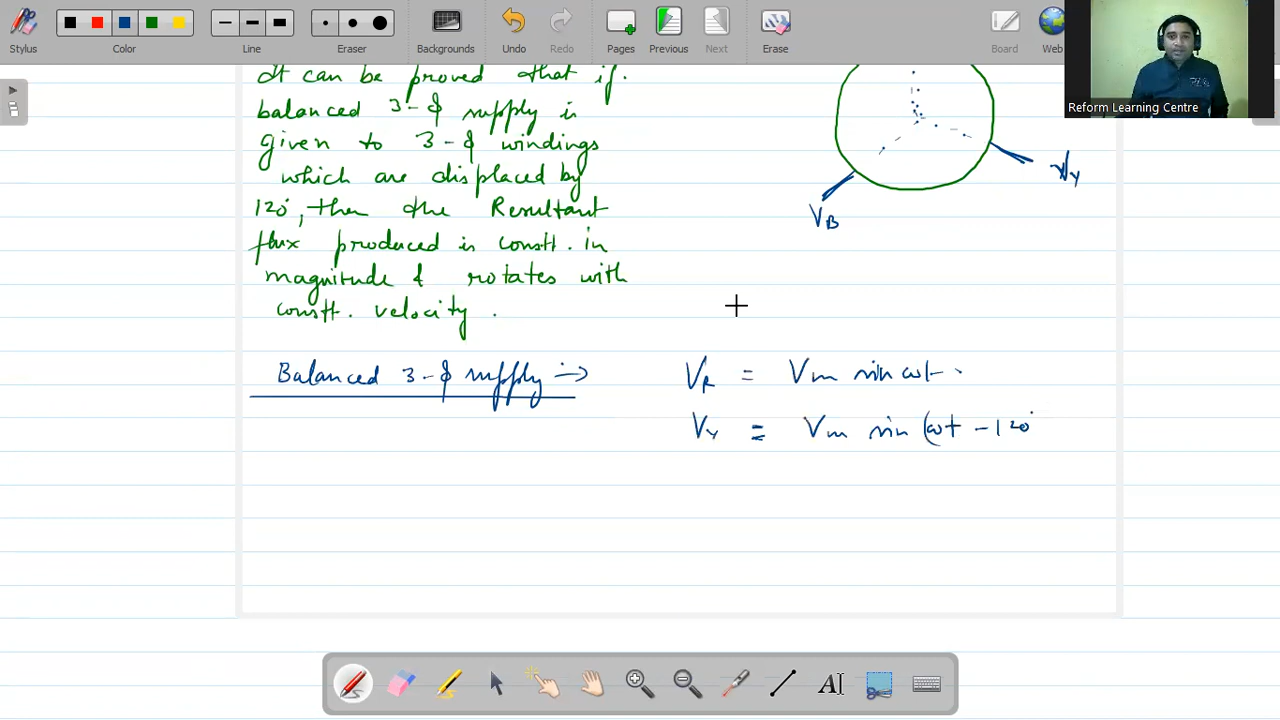 Stylus
Color
Line
Eraser
Backgrounds
Undo
Redo
Pages
Previous
Next
Erase
Board
Web
Reform Learning Centre
It can be proved that if.
balanced 3-ϕ supply is
given to 3-ϕ windings
which are displaced by
120°, then the Resultant
flux produced is constt. in
magnitude & rotates with
constt. velocity .
VY
VB
Balanced 3-ϕ supply ⇒
VR = Vm sin ωt .
VY = Vm sin (ωt - 120°